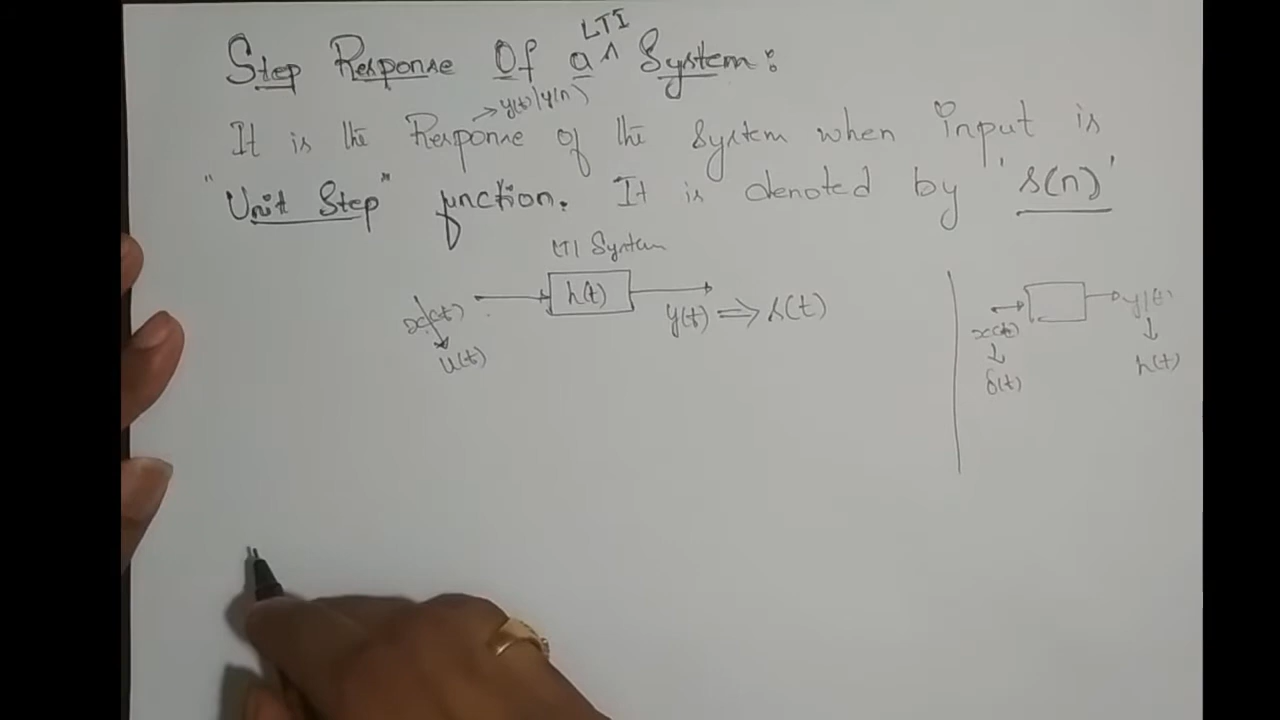 Step Response Of a LTI System:
→ y(t)/y(n)
It is the Response of the System when input is
"Unit Step" function. It is denoted by 's(n)'
LTI System
x(t) → h(t) → y(t) ⇒ s(t)
u(t)
x(t) → → y(t)
↓ ↓
δ(t) h(t)